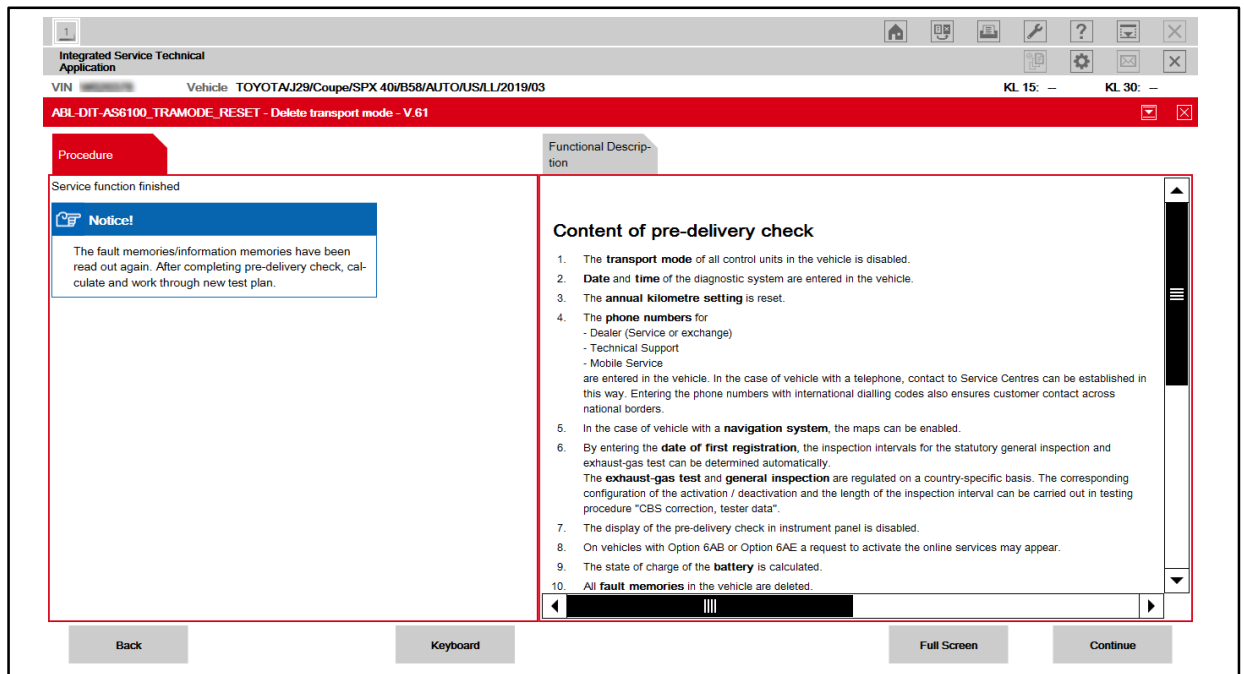 1
Integrated Service Technical
Application
VIN
Vehicle TOYOTA/J29/Coupe/SPX 40i/B58/AUTO/US/LL/2019/03
KL 15: --
KL 30: --
ABL-DIT-AS6100_TRAMODE_RESET - Delete transport mode - V.61
Procedure
Service function finished
Notice!
The fault memories/information memories have been
read out again. After completing pre-delivery check, cal-
culate and work through new test plan.
Functional Descrip-
tion
Content of pre-delivery check
1. The transport mode of all control units in the vehicle is disabled.
2. Date and time of the diagnostic system are entered in the vehicle.
3. The annual kilometre setting is reset.
4. The phone numbers for
- Dealer (Service or exchange)
- Technical Support
- Mobile Service
are entered in the vehicle. In the case of vehicle with a telephone, contact to Service Centres can be established in
this way. Entering the phone numbers with international dialling codes also ensures customer contact across
national borders.
5. In the case of vehicle with a navigation system, the maps can be enabled.
6. By entering the date of first registration, the inspection intervals for the statutory general inspection and
exhaust-gas test can be determined automatically.
The exhaust-gas test and general inspection are regulated on a country-specific basis. The corresponding
configuration of the activation / deactivation and the length of the inspection interval can be carried out in testing
procedure "CBS correction, tester data".
7. The display of the pre-delivery check in instrument panel is disabled.
8. On vehicles with Option 6AB or Option 6AE a request to activate the online services may appear.
9. The state of charge of the battery is calculated.
10. All fault memories in the vehicle are deleted.
Back
Keyboard
Full Screen
Continue